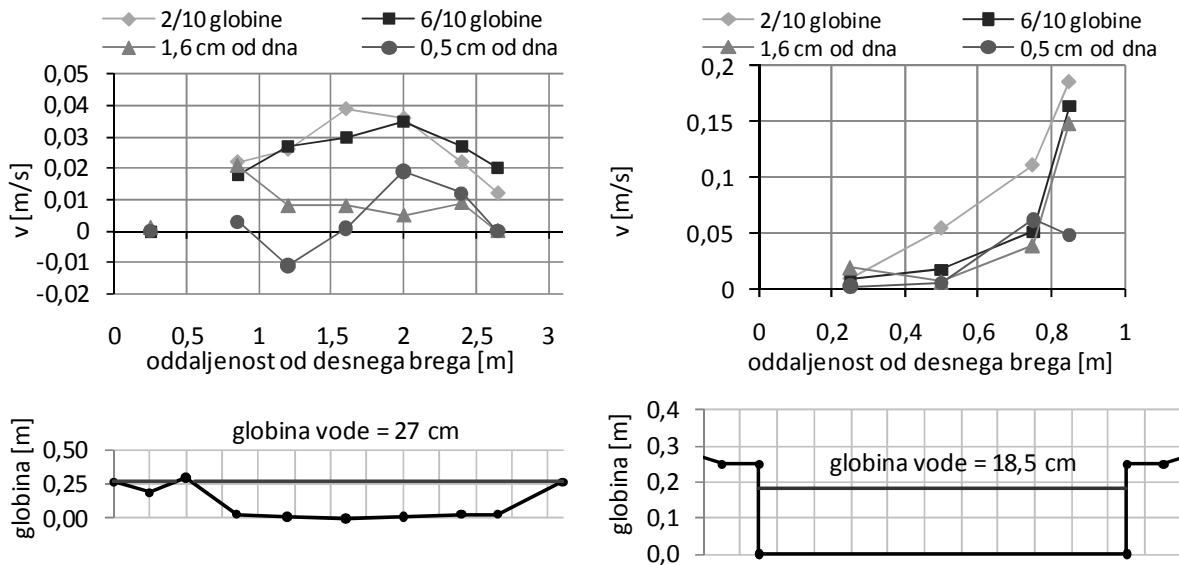 2/10 globine 6/10 globine
1,6 cm od dna 0,5 cm od dna
0,05
0,04
0,03
0,02
0,01
0
-0,01
-0,02
v [m/s]
0 0,5 1 1,5 2 2,5 3
oddaljenost od desnega brega [m]
globina vode = 27 cm
0,50
0,25
0,00
globina [m]
2/10 globine 6/10 globine
1,6 cm od dna 0,5 cm od dna
0,2
0,15
0,1
0,05
0
v [m/s]
0 0,2 0,4 0,6 0,8 1
oddaljenost od desnega brega [m]
0,4
0,3
0,2
0,1
0,0
globina [m]
globina vode = 18,5 cm